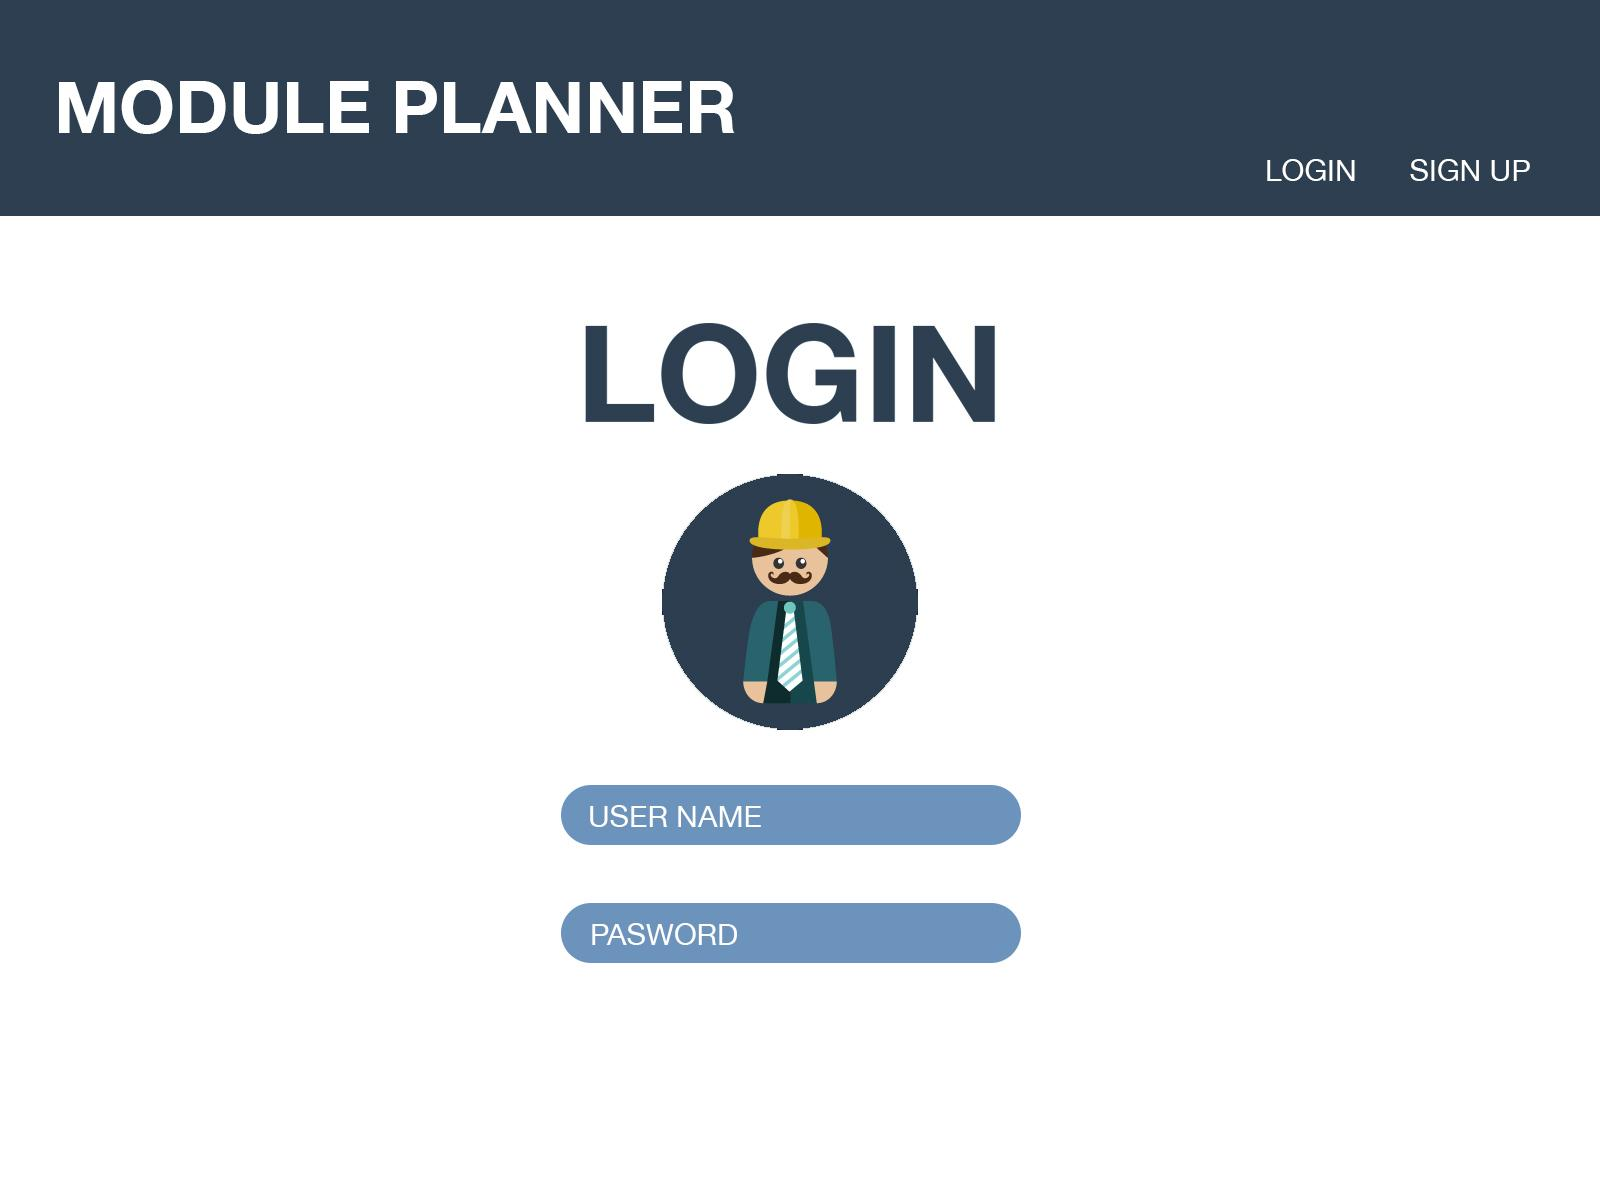 MODULE PLANNER
LOGIN SIGN UP
LOGIN
USER NAME
PASWORD